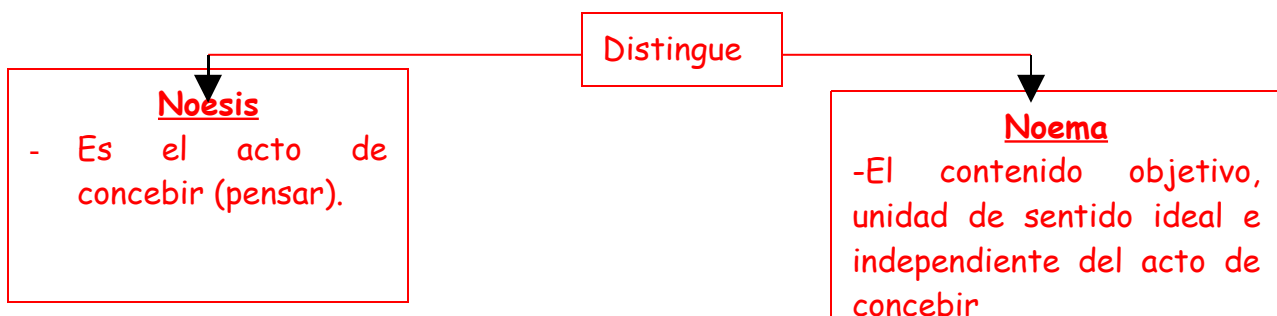 Distingue
Noesis
- Es el acto de
concebir (pensar).
Noema
-El contenido objetivo,
unidad de sentido ideal e
independiente del acto de
concebir